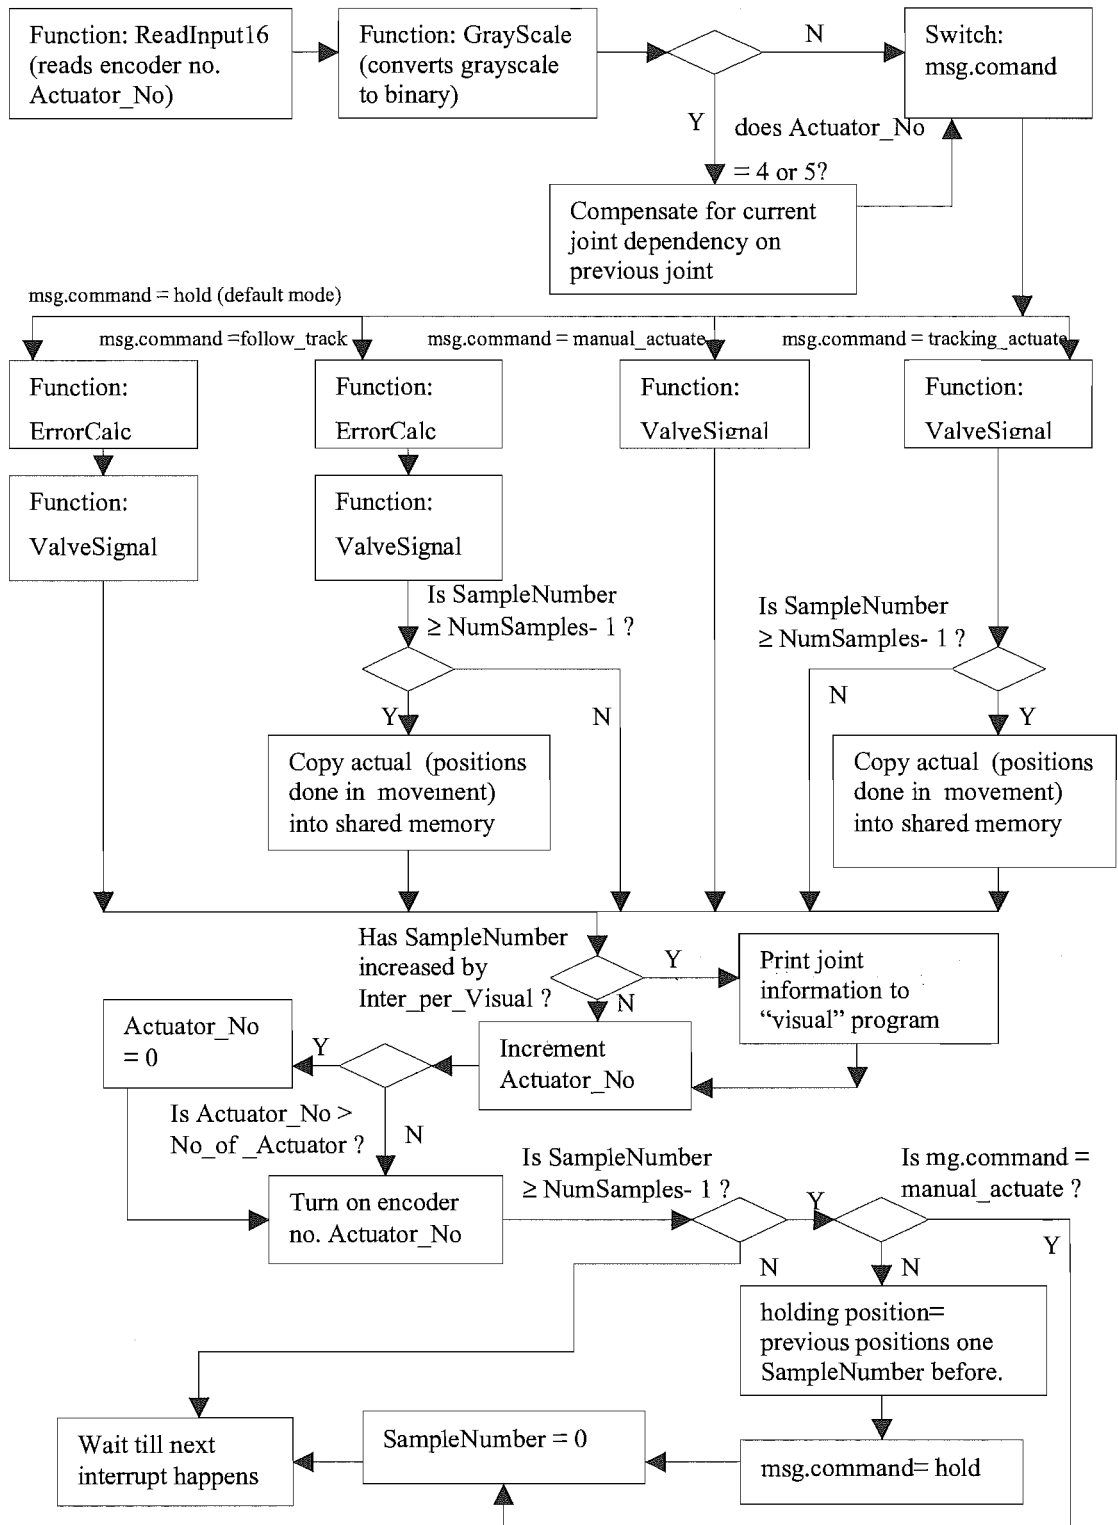 Function: ReadInput16
(reads encoder no.
Actuator_No)
Function: GrayScale
(converts grayscale
to binary)
N
Switch:
msg.comand
Y
does Actuator_No
= 4 or 5?
Compensate for current
joint dependency on
previous joint
msg.command = hold (default mode)
msg.command =follow_track
msg.command = manual_actuate
msg.command = tracking_actuate
Function:
ErrorCalc
Function:
ErrorCalc
Function:
ValveSignal
Function:
ValveSignal
Function:
ValveSignal
Function:
ValveSignal
Is SampleNumber
≥ NumSamples- 1 ?
Is SampleNumber
≥ NumSamples- 1 ?
Y
N
N
Y
Copy actual (positions
done in movement)
into shared memory
Copy actual (positions
done in movement)
into shared memory
Has SampleNumber
increased by
Inter_per_Visual ?
Y
N
Print joint
information to
“visual” program
Actuator_No
= 0
Y
Increment
Actuator_No
Is Actuator_No >
No_of _Actuator ?
N
Turn on encoder
no. Actuator_No
Is SampleNumber
≥ NumSamples- 1 ?
Y
N
Is mg.command =
manual_actuate ?
Y
N
holding position=
previous positions one
SampleNumber before.
Wait till next
interrupt happens
SampleNumber = 0
msg.command= hold